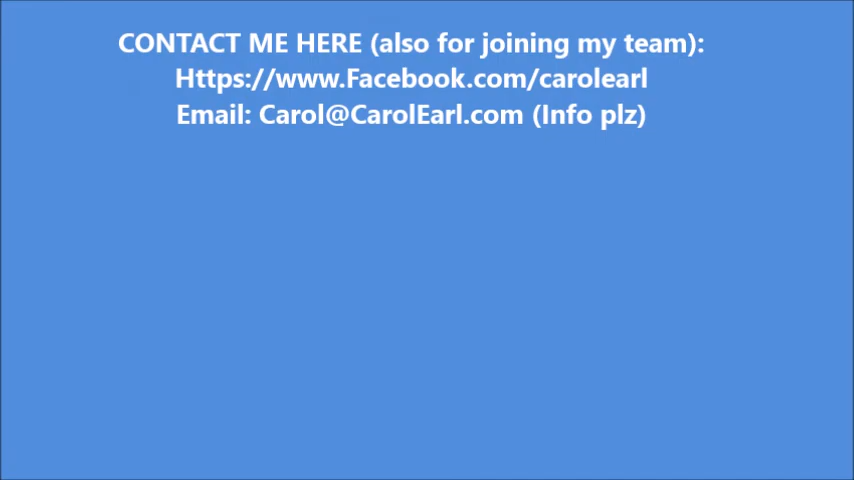 CONTACT ME HERE (also for joining my team):
Https://www.Facebook.com/carolearl
Email: Carol@CarolEarl.com (Info plz)